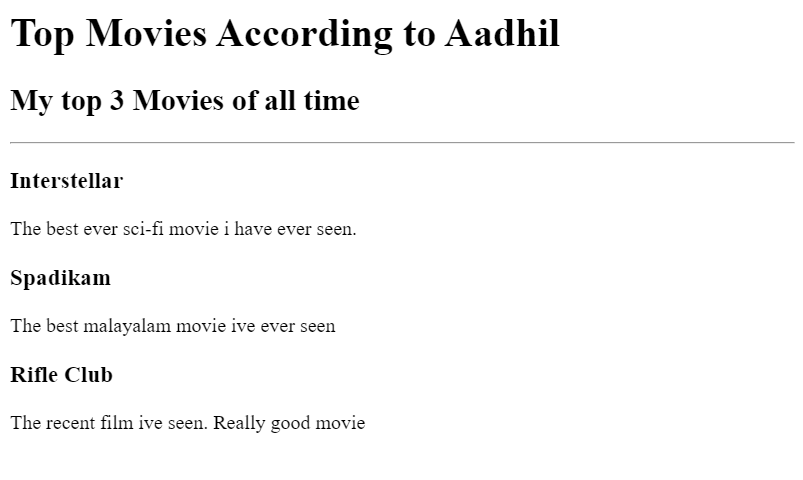 Top Movies According to Aadhil
My top 3 Movies of all time
Interstellar
The best ever sci-fi movie i have ever seen.
Spadikam
The best malayalam movie ive ever seen
Rifle Club
The recent film ive seen. Really good movie